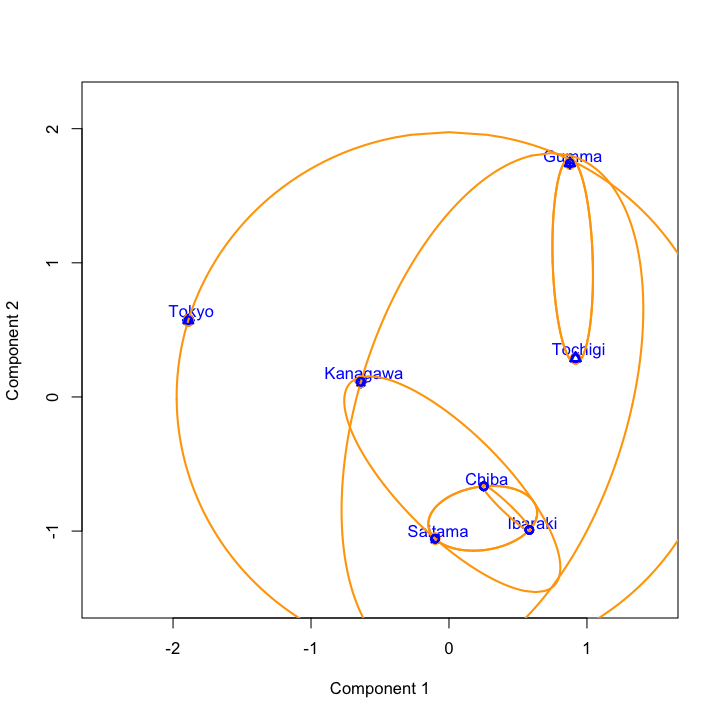 2
Gumma
1
Tokyo
Tochigi
Kanagawa
0
Chiba
Ibaraki
Saitama
-1
-2
-1
0
1
Component 1
Component 2